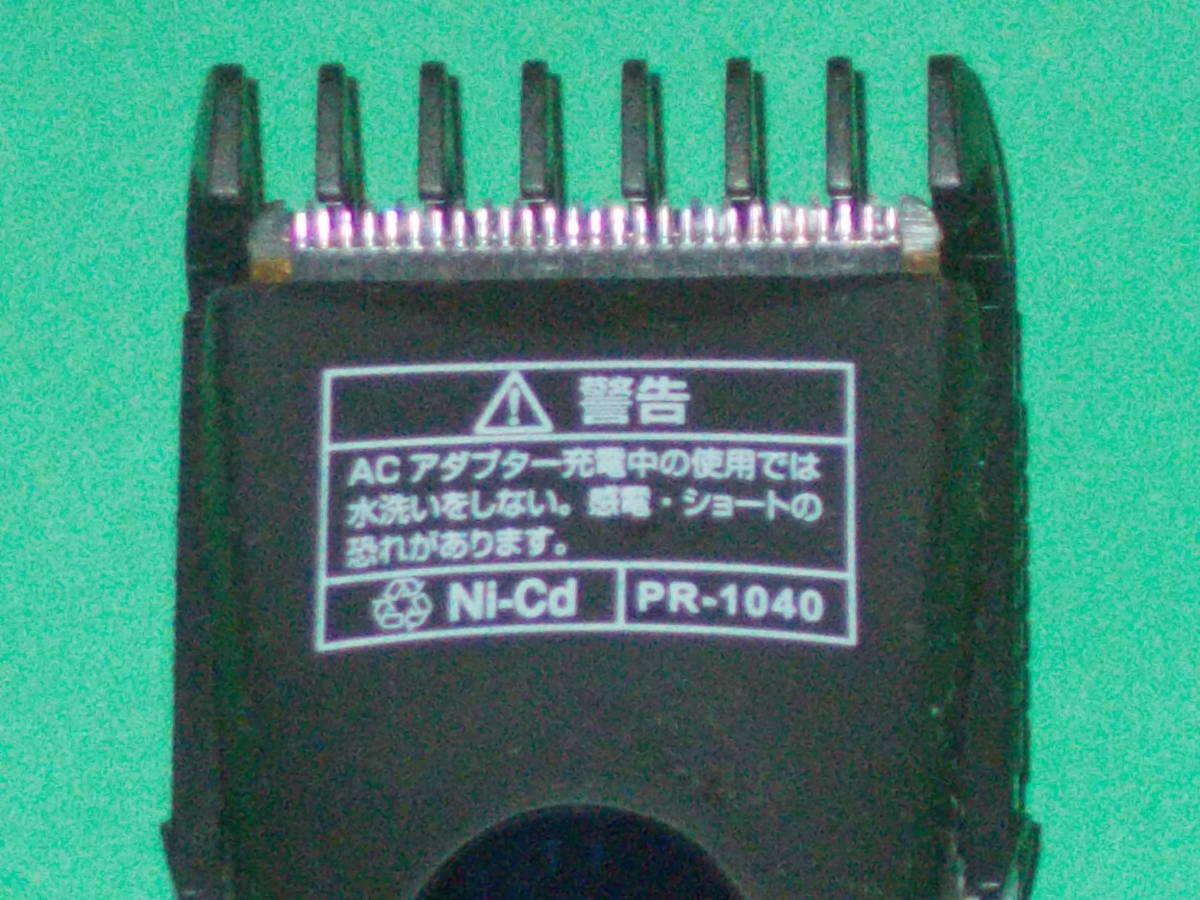 警告
ACアダプター充電中の使用では
水洗いをしない。感電・ショートの
恐れがあります。
Ni-Cd PR-1040